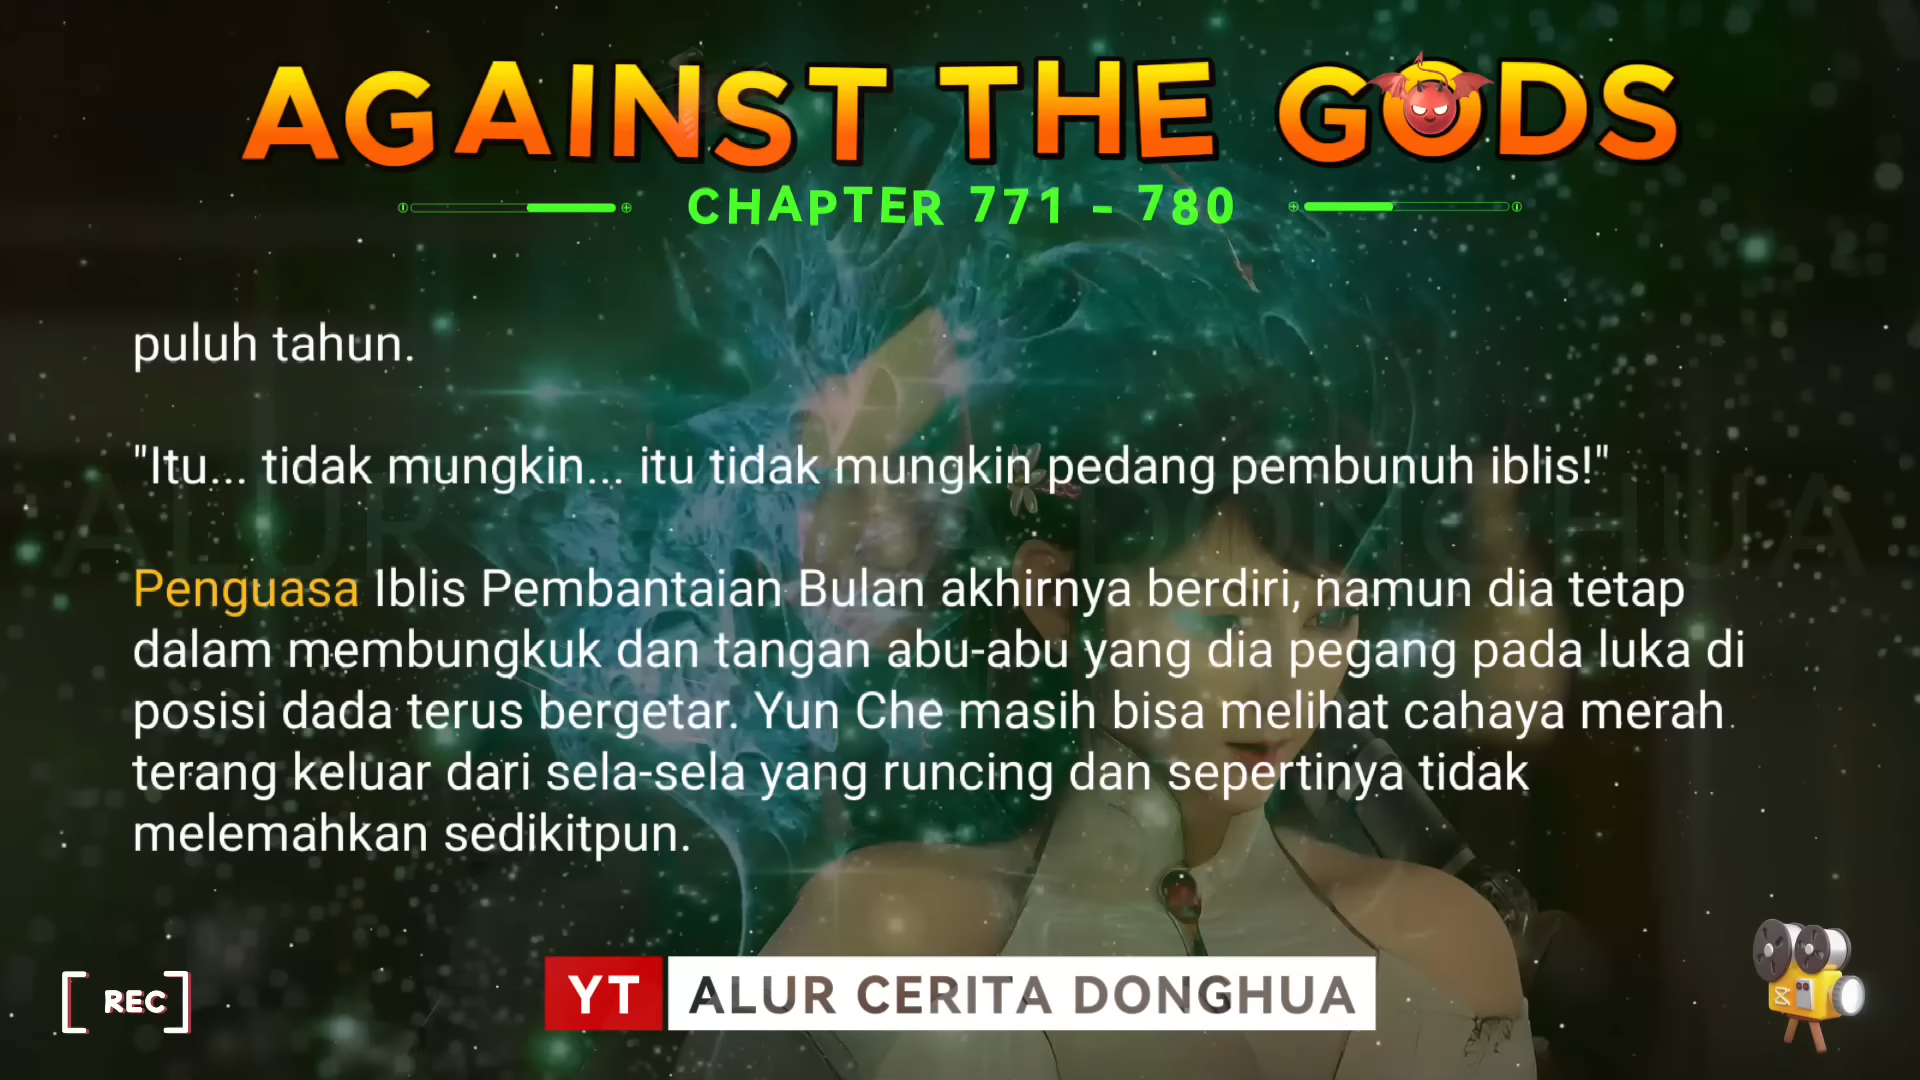 AGAINST THE GODS
CHAPTER 771 - 780
puluh tahun.
"Itu... tidak mungkin... itu tidak mungkin pedang pembunuh iblis!"
Penguasa Iblis Pembantaian Bulan akhirnya berdiri, namun dia tetap
dalam membungkuk dan tangan abu-abu yang dia pegang pada luka di
posisi dada terus bergetar. Yun Che masih bisa melihat cahaya merah
terang keluar dari sela-sela yang runcing dan sepertinya tidak
melemahkan sedikitpun.
ALUR CERITA DONGHUA
REC
YT ALUR CERITA DONGHUA